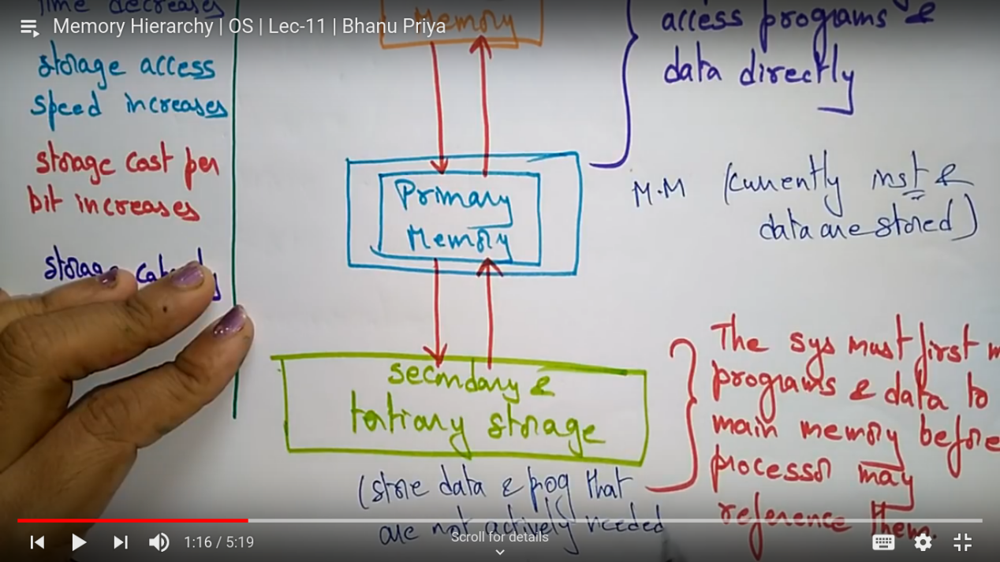 Time decreases
Memory Hierarchy | OS | Lec-11 | Bhanu Priya
storage access
speed increases
storage cost per
bit increases
storage
Memory
access programs &
data directly
Primary
Memory
M.M (currently inst &
data are stored)
secondary &
tertiary storage
(store data & prog that
are not actively needed
The sys must first
programs & data to
main memory before
processor may
reference them.
1:16 / 5:19
Scroll for details